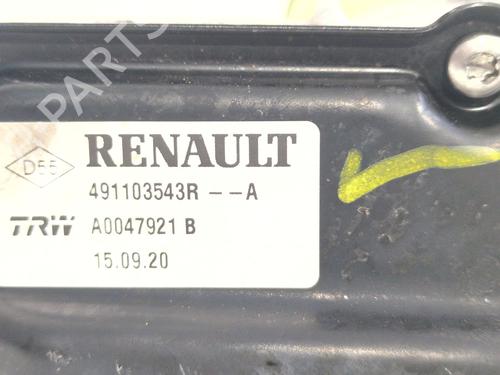 PARTS
D55
RENAULT
491103543R -- A
TRW A0047921 B
15.09.20